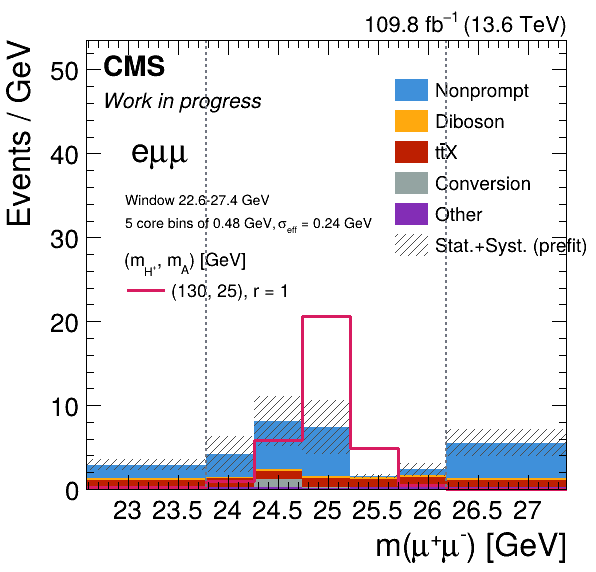 109.8 fb⁻¹ (13.6 TeV)
Events / GeV
CMS
Work in progress
eμμ
Window 22.6-27.4 GeV
5 core bins of 0.48 GeV, σ_eff = 0.24 GeV
(m_H⁺, m_A) [GeV]
(130, 25), r = 1
Nonprompt
Diboson
tt̄X
Conversion
Other
Stat.+Syst. (prefit)
50
40
30
20
10
0
23 23.5 24 24.5 25 25.5 26 26.5 27
m(μ⁺μ⁻) [GeV]